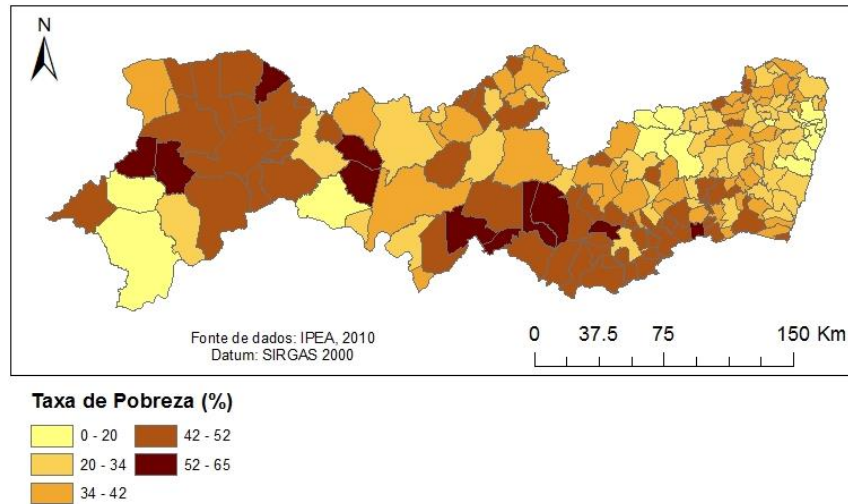 N
Fonte de dados: IPEA, 2010
Datum: SIRGAS 2000
0 37.5 75 150 Km
Taxa de Pobreza (%)
0 - 20 42 - 52
20 - 34 52 - 65
34 - 42